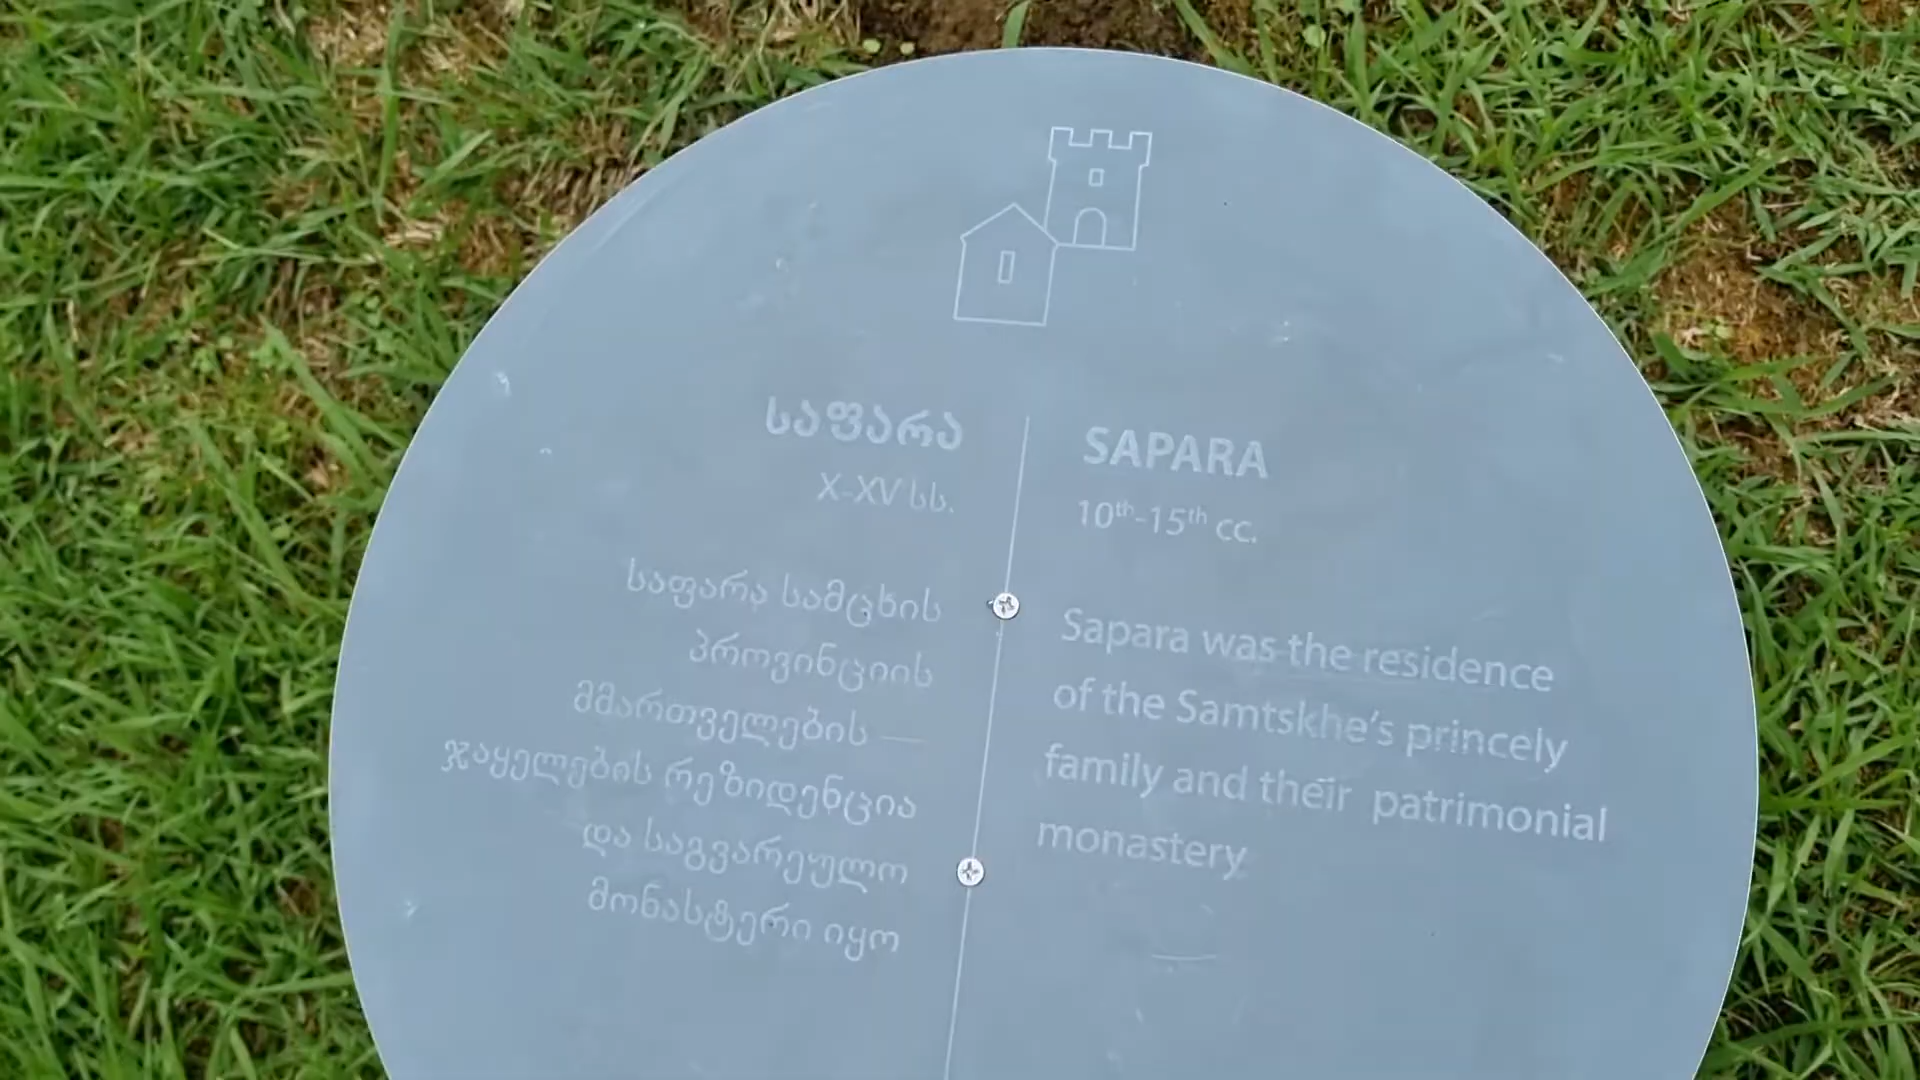 საფარა
X-XV სს.
საფარა სამცხის
პროვინციის
მმართველების —
ჯაყელების რეზიდენცია
და საგვარეულო
მონასტერი იყო
SAPARA
10th-15th cc.
Sapara was the residence
of the Samtskhe's princely
family and their patrimonial
monastery